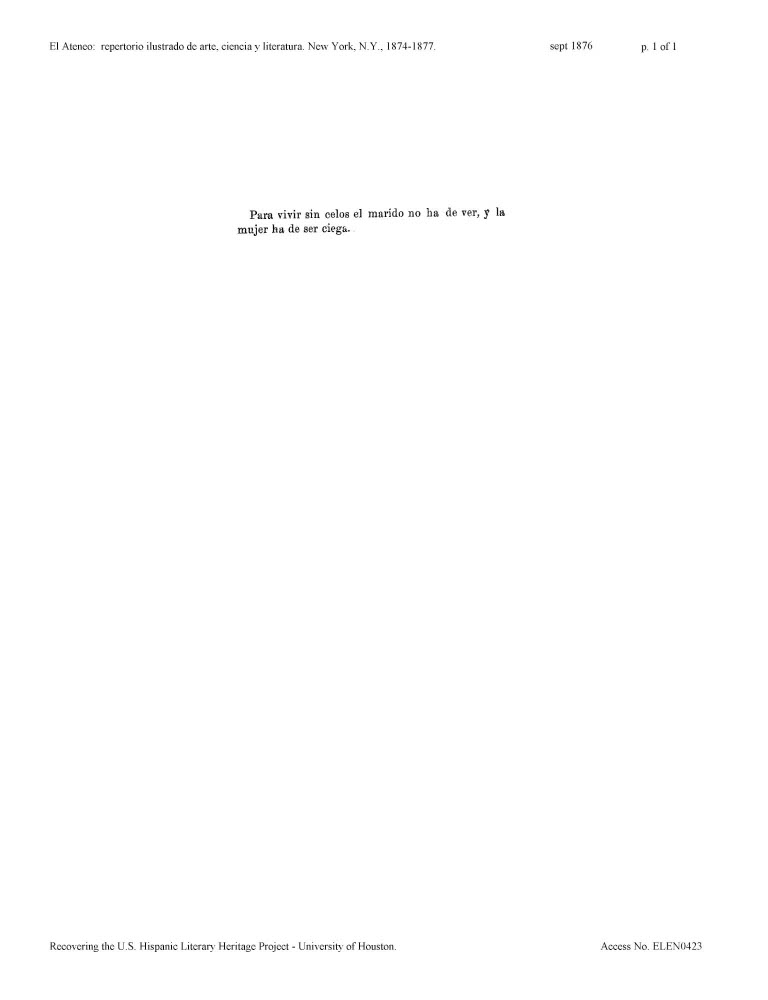 El Ateneo: repertorio ilustrado de arte, ciencia y literatura. New York, N.Y., 1874-1877. sept 1876 p. 1 of 1
Para vivir sin celos el marido no ha de ver, y la
mujer ha de ser ciega.
Recovering the U.S. Hispanic Literary Heritage Project - University of Houston. Access No. ELEN0423